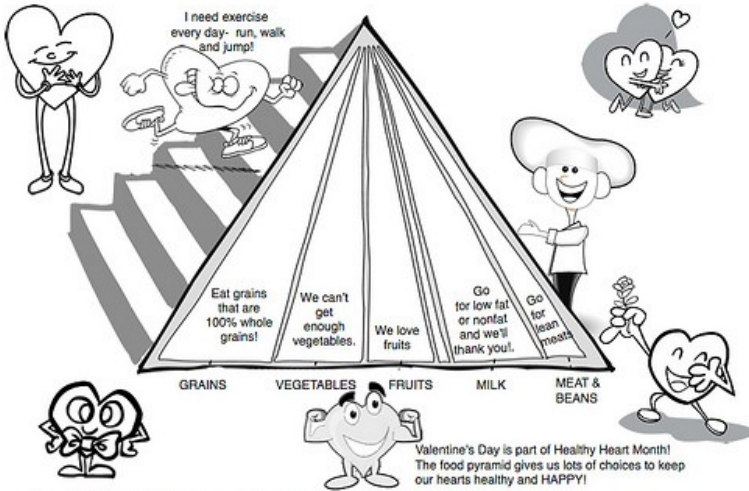 I need exercise
every day- run, walk
and jump!
Eat grains
that are
100% whole
grains!
We can't
get
enough
vegetables.
We love
fruits
Go
for low fat
or nonfat
and we'll
thank you!.
Go
for
lean
meats
GRAINS
VEGETABLES
FRUITS
MILK
MEAT &
BEANS
Valentine's Day is part of Healthy Heart Month!
The food pyramid gives us lots of choices to keep
our hearts healthy and HAPPY!